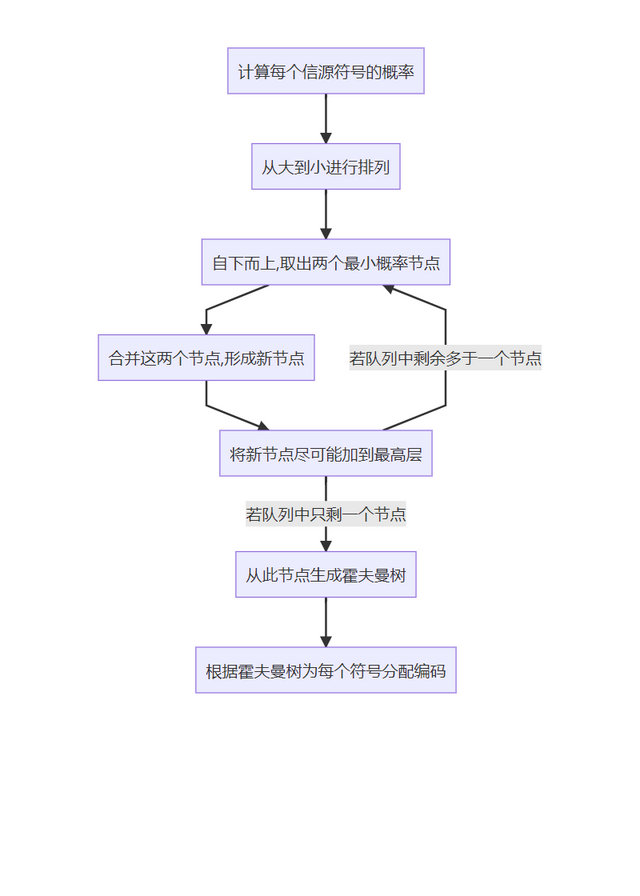 计算每个信源符号的概率
从大到小进行排列
自下而上,取出两个最小概率节点
合并这两个节点,形成新节点
若队列中剩余多于一个节点
将新节点尽可能加到最高层
若队列中只剩一个节点
从此节点生成霍夫曼树
根据霍夫曼树为每个符号分配编码